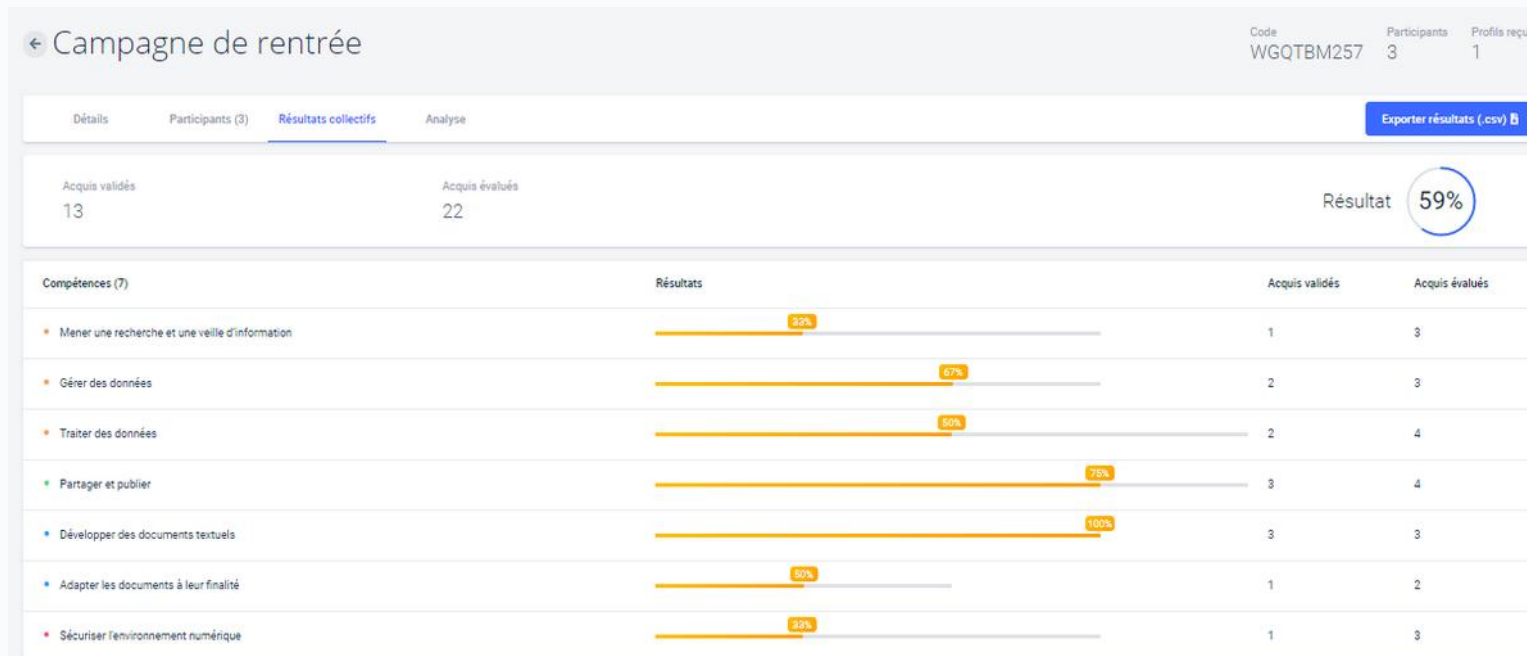 Campagne de rentrée
Code Participants Profils reçu
WGQTBM257 3 1
Détails Participants (3) Résultats collectifs Analyse Exporter résultats (.csv)
Acquis validés Acquis évalués
13 22 Résultat 59%
Compétences (7) Résultats Acquis validés Acquis évalués
Mener une recherche et une veille d'information 33% 1 3
Gérer des données 67% 2 3
Traiter des données 50% 2 4
Partager et publier 75% 3 4
Développer des documents textuels 100% 3 3
Adapter les documents à leur finalité 50% 1 2
Sécuriser l'environnement numérique 33% 1 3